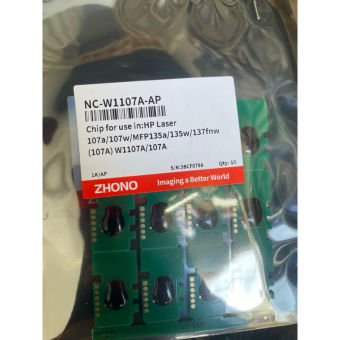 NC-W1107A-AP
Chip for use in:HP Laser
107a/107w/MFP135a/135w/137fnw
(107A) W1107A/107A
1K/AP S/N:3BCF0750 Qty: 10
ZHONO Imaging a Better World